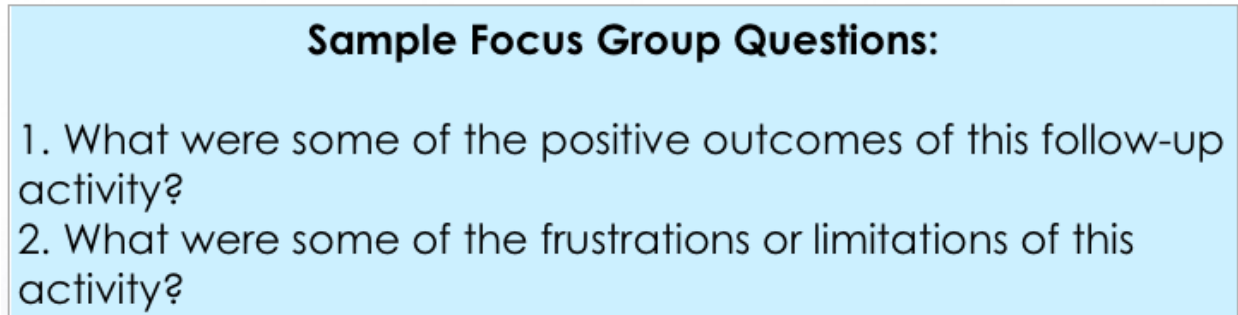 Sample Focus Group Questions:
1. What were some of the positive outcomes of this follow-up
activity?
2. What were some of the frustrations or limitations of this
activity?